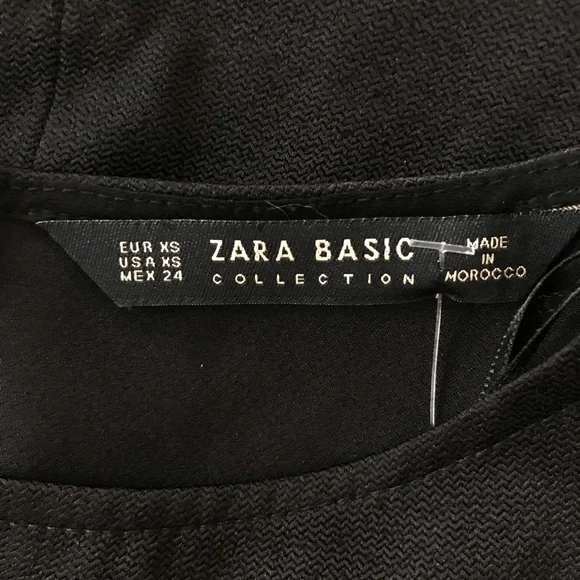 EUR XS
USA XS
MEX 24
ZARA BASIC
COLLECTION
MADE
IN
MOROCCO